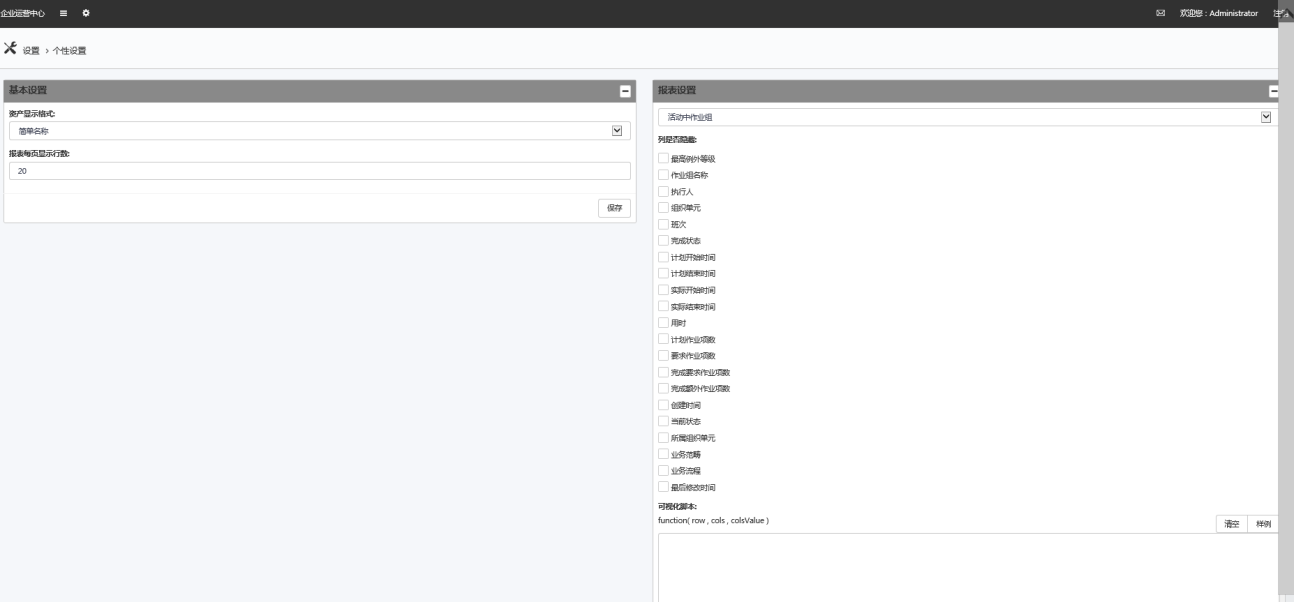 企业运营中心
欢迎您 : Administrator
设置 › 个性设置
基本设置
资产显示格式:
简单名称
报表每页显示行数:
20
保存
报表设置
活动中作业组
列是否隐藏:
最高例外等级
作业组名称
执行人
组织单元
班次
完成状态
计划开始时间
计划结束时间
实际开始时间
实际结束时间
用时
计划作业项数
要求作业项数
完成要求作业项数
完成额外作业项数
创建时间
当前状态
所属组织单元
业务范畴
业务流程
最后修改时间
可视化脚本:
function( row , cols , colsValue )
清空 样例